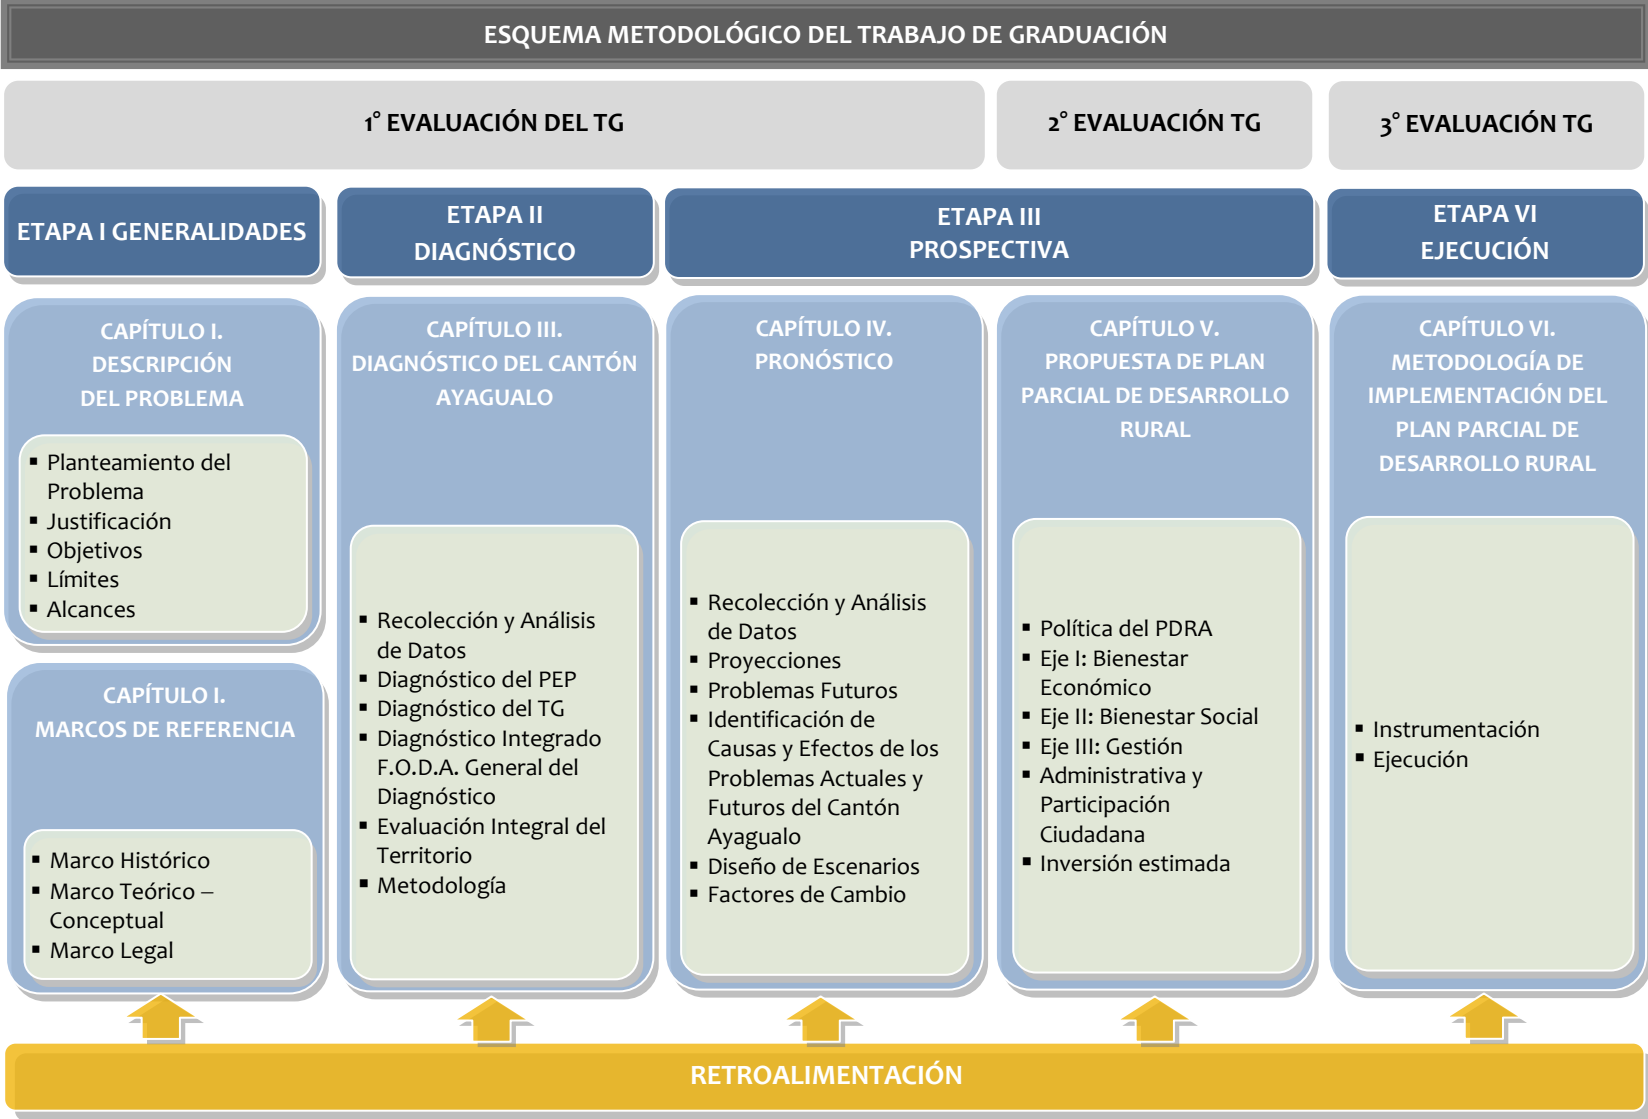 ESQUEMA METODOLÓGICO DEL TRABAJO DE GRADUACIÓN
1° EVALUACIÓN DEL TG
2° EVALUACIÓN TG
3° EVALUACIÓN TG
ETAPA I GENERALIDADES
ETAPA II
DIAGNÓSTICO
ETAPA III
PROSPECTIVA
ETAPA VI
EJECUCIÓN
CAPÍTULO I.
DESCRIPCIÓN
DEL PROBLEMA
▪ Planteamiento del
Problema
▪ Justificación
▪ Objetivos
▪ Límites
▪ Alcances
CAPÍTULO I.
MARCOS DE REFERENCIA
▪ Marco Histórico
▪ Marco Teórico –
Conceptual
▪ Marco Legal
CAPÍTULO III.
DIAGNÓSTICO DEL CANTÓN
AYAGUALO
▪ Recolección y Análisis
de Datos
▪ Diagnóstico del PEP
▪ Diagnóstico del TG
▪ Diagnóstico Integrado
F.O.D.A. General del
Diagnóstico
▪ Evaluación Integral del
Territorio
▪ Metodología
CAPÍTULO IV.
PRONÓSTICO
▪ Recolección y Análisis
de Datos
▪ Proyecciones
▪ Problemas Futuros
▪ Identificación de
Causas y Efectos de los
Problemas Actuales y
Futuros del Cantón
Ayagualo
▪ Diseño de Escenarios
▪ Factores de Cambio
CAPÍTULO V.
PROPUESTA DE PLAN
PARCIAL DE DESARROLLO
RURAL
▪ Política del PDRA
▪ Eje I: Bienestar
Económico
▪ Eje II: Bienestar Social
▪ Eje III: Gestión
▪ Administrativa y
Participación
Ciudadana
▪ Inversión estimada
CAPÍTULO VI.
METODOLOGÍA DE
IMPLEMENTACIÓN DEL
PLAN PARCIAL DE
DESARROLLO RURAL
▪ Instrumentación
▪ Ejecución
RETROALIMENTACIÓN